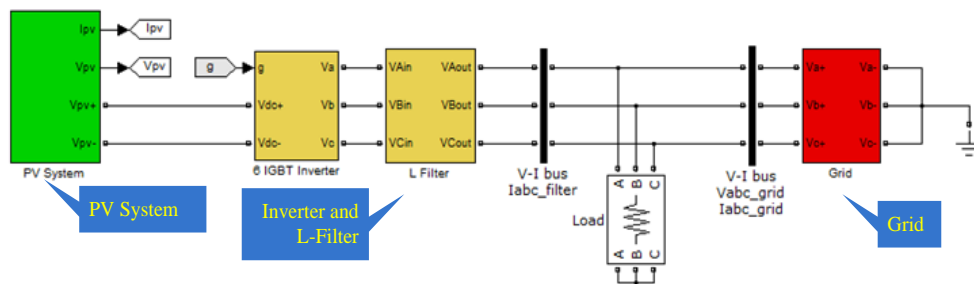 Ipv
Ipv
Vpv
Vpv
Vpv+
Vpv-
PV System
g
g
Va
Vdc+
Vb
Vdc-
Vc
6 IGBT Inverter
VAin
VAout
VBin
VBout
VCin
VCout
L Filter
V-I bus
Iabc_filter
A
B
C
Load
A
B
C
V-I bus
Vabc_grid
Iabc_grid
Va+
Va-
Vb+
Vb-
Vc+
Vc-
Grid
PV System
Inverter and
L-Filter
Grid